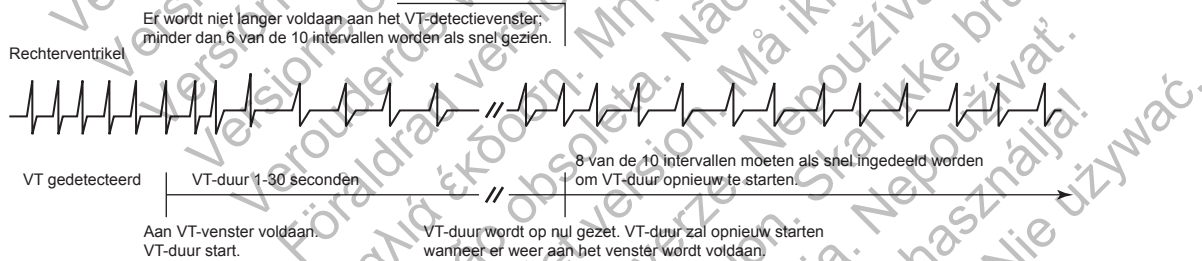 Er wordt niet langer voldaan aan het VT-detectievenster;
minder dan 6 van de 10 intervallen worden als snel gezien.
Rechterventrikel
8 van de 10 intervallen moeten als snel ingedeeld worden
om VT-duur opnieuw te starten.
VT gedetecteerd
VT-duur 1-30 seconden
Aan VT-venster voldaan.
VT-duur start.
VT-duur wordt op nul gezet. VT-duur zal opnieuw starten
wanneer er weer aan het venster wordt voldaan.